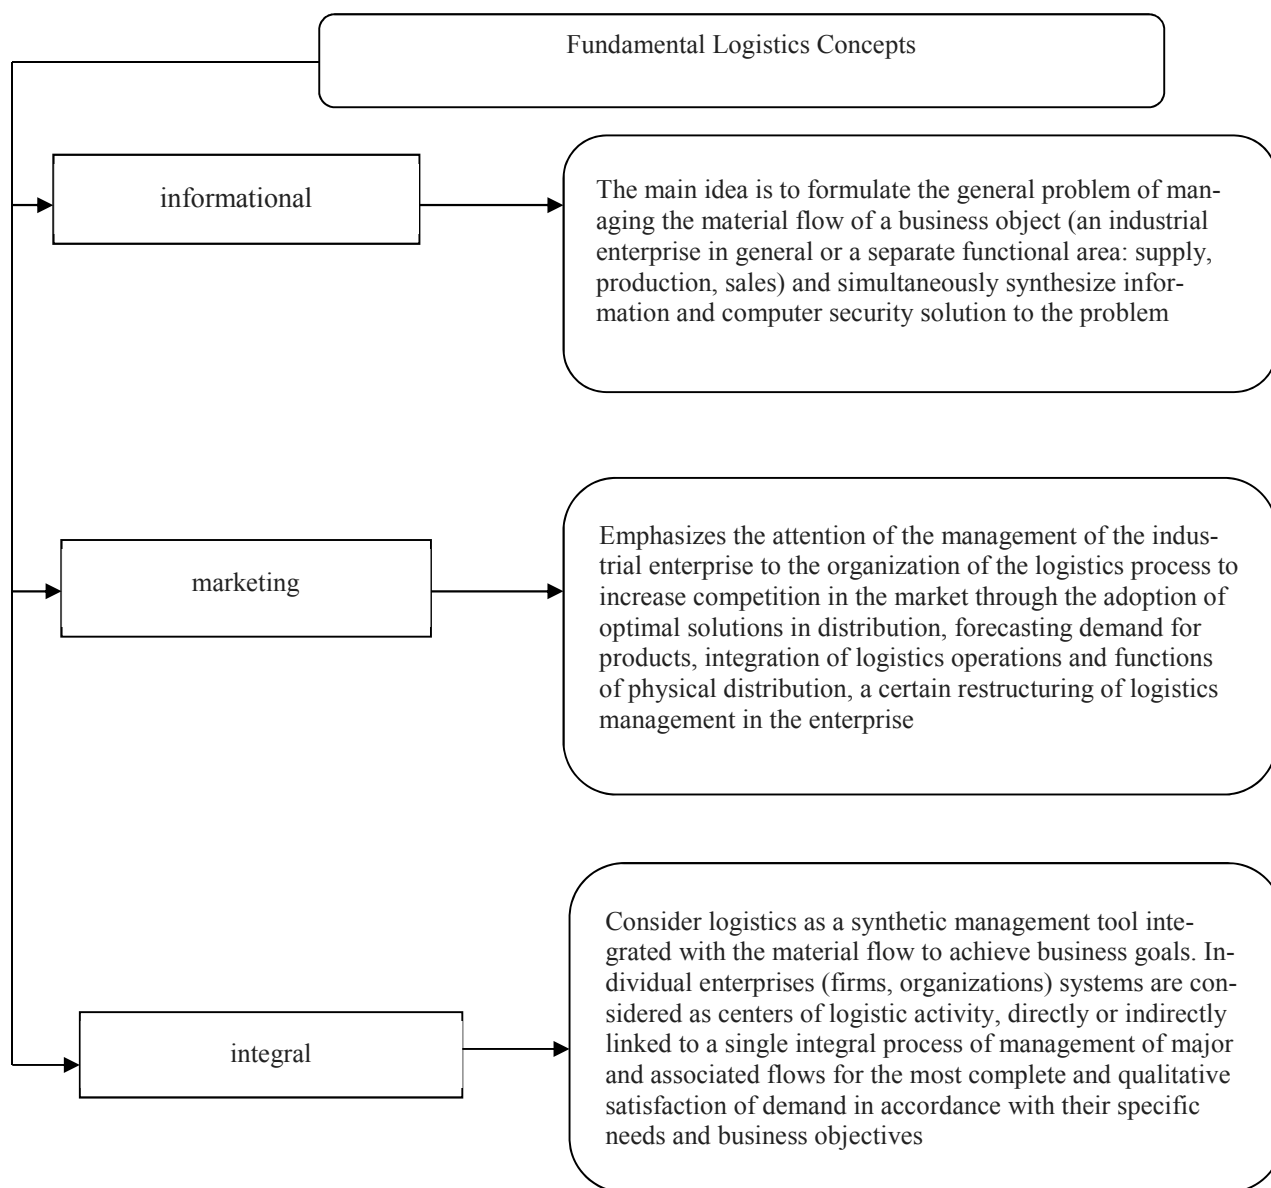 Fundamental Logistics Concepts
informational
The main idea is to formulate the general problem of man-
aging the material flow of a business object (an industrial
enterprise in general or a separate functional area: supply,
production, sales) and simultaneously synthesize infor-
mation and computer security solution to the problem
marketing
Emphasizes the attention of the management of the indus-
trial enterprise to the organization of the logistics process to
increase competition in the market through the adoption of
optimal solutions in distribution, forecasting demand for
products, integration of logistics operations and functions
of physical distribution, a certain restructuring of logistics
management in the enterprise
integral
Consider logistics as a synthetic management tool inte-
grated with the material flow to achieve business goals. In-
dividual enterprises (firms, organizations) systems are con-
sidered as centers of logistic activity, directly or indirectly
linked to a single integral process of management of major
and associated flows for the most complete and qualitative
satisfaction of demand in accordance with their specific
needs and business objectives